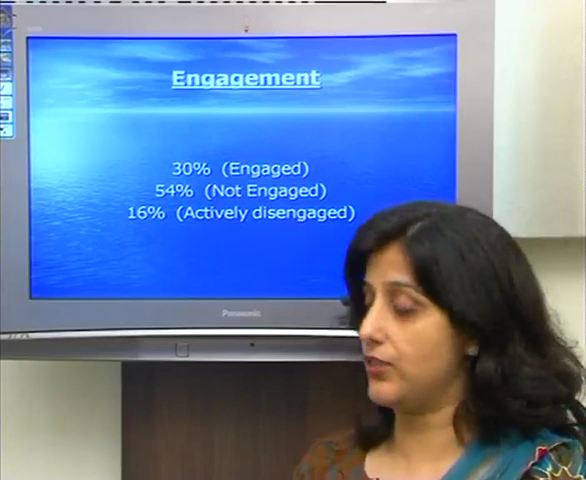 Engagement
30% (Engaged)
54% (Not Engaged)
16% (Actively disengaged)
Panasonic